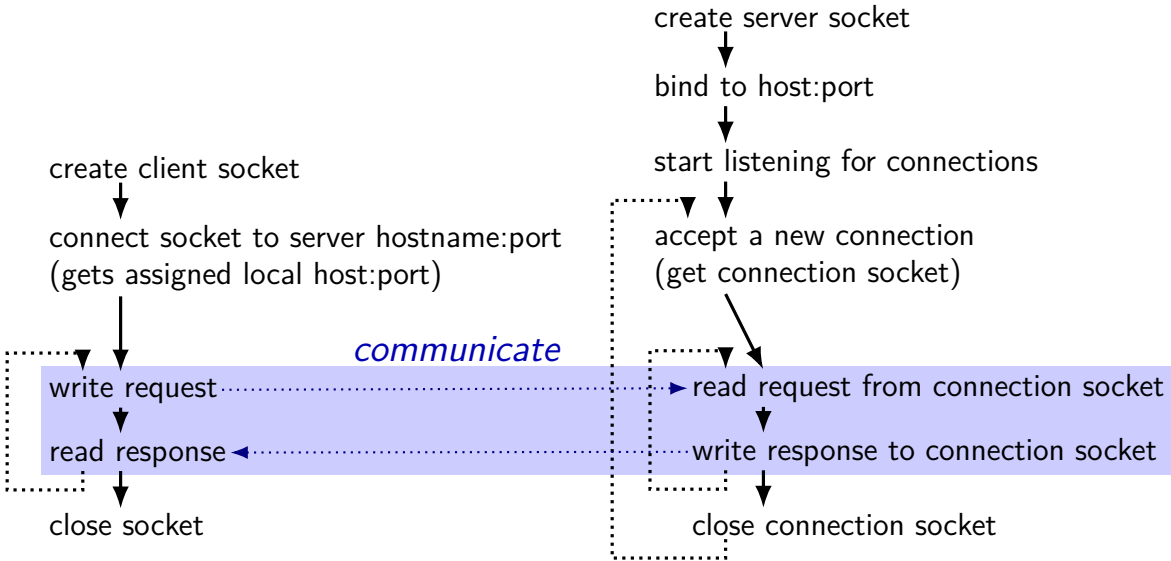 create server socket
bind to host:port
start listening for connections
accept a new connection
(get connection socket)
create client socket
connect socket to server hostname:port
(gets assigned local host:port)
communicate
write request
read request from connection socket
read response
write response to connection socket
close socket
close connection socket